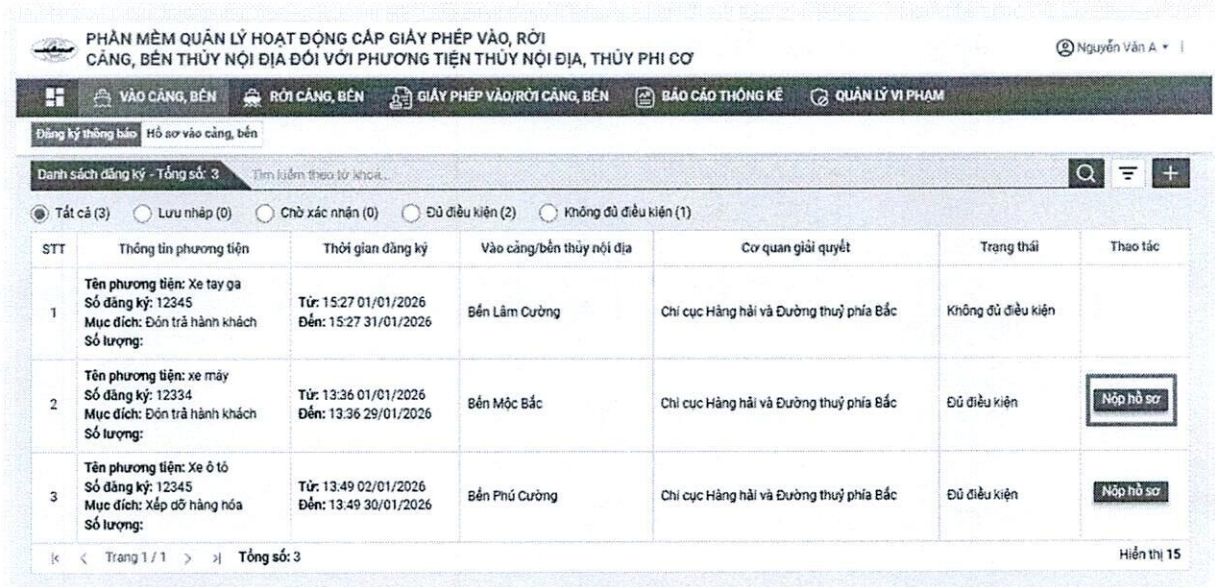 PHẦN MỀM QUẢN LÝ HOẠT ĐỘNG CẤP GIẤY PHÉP VÀO, RỜI
CẢNG, BẾN THỦY NỘI ĐỊA ĐỐI VỚI PHƯƠNG TIỆN THỦY NỘI ĐỊA, THỦY PHI CƠ
Nguyễn Văn A
VÀO CẢNG, BẾN RỜI CẢNG, BẾN GIẤY PHÉP VÀO/RỜI CẢNG, BẾN BÁO CÁO THỐNG KÊ QUẢN LÝ VI PHẠM
Đăng ký thông báo Hồ sơ vào cảng, bến
Danh sách đăng ký - Tổng số: 3 Tìm kiếm theo từ khoá...
Tất cả (3) Lưu nháp (0) Chờ xác nhận (0) Đủ điều kiện (2) Không đủ điều kiện (1)
STT Thông tin phương tiện Thời gian đăng ký Vào cảng/bến thủy nội địa Cơ quan giải quyết Trạng thái Thao tác
1
Tên phương tiện: Xe tay ga
Số đăng ký: 12345
Mục đích: Đón trả hành khách
Số lượng:
Từ: 15:27 01/01/2026
Đến: 15:27 31/01/2026
Bến Lâm Cường
Chi cục Hàng hải và Đường thuỷ phía Bắc
Không đủ điều kiện
2
Tên phương tiện: xe máy
Số đăng ký: 12334
Mục đích: Đón trả hành khách
Số lượng:
Từ: 13:36 01/01/2026
Đến: 13:36 29/01/2026
Bến Mộc Bắc
Chi cục Hàng hải và Đường thuỷ phía Bắc
Đủ điều kiện
Nộp hồ sơ
3
Tên phương tiện: Xe ô tô
Số đăng ký: 12345
Mục đích: Xếp dỡ hàng hóa
Số lượng:
Từ: 13:49 02/01/2026
Đến: 13:49 30/01/2026
Bến Phú Cường
Chi cục Hàng hải và Đường thuỷ phía Bắc
Đủ điều kiện
Nộp hồ sơ
Trang 1 / 1 Tổng số: 3
Hiển thị 15